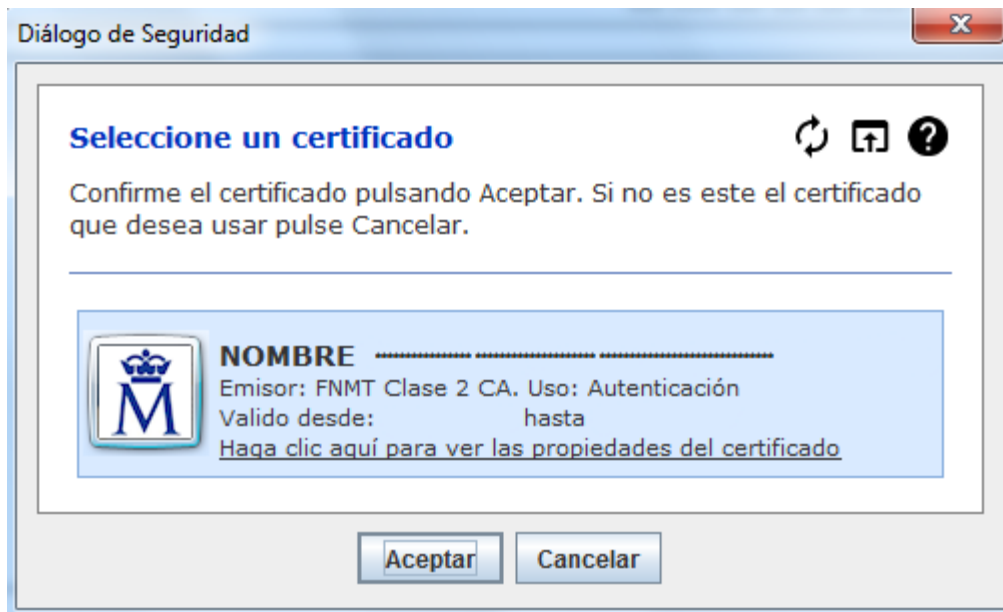 Diálogo de Seguridad
Seleccione un certificado
Confirme el certificado pulsando Aceptar. Si no es este el certificado
que desea usar pulse Cancelar.
NOMBRE
Emisor: FNMT Clase 2 CA. Uso: Autenticación
Valido desde: hasta
Haga clic aquí para ver las propiedades del certificado
M
Aceptar Cancelar